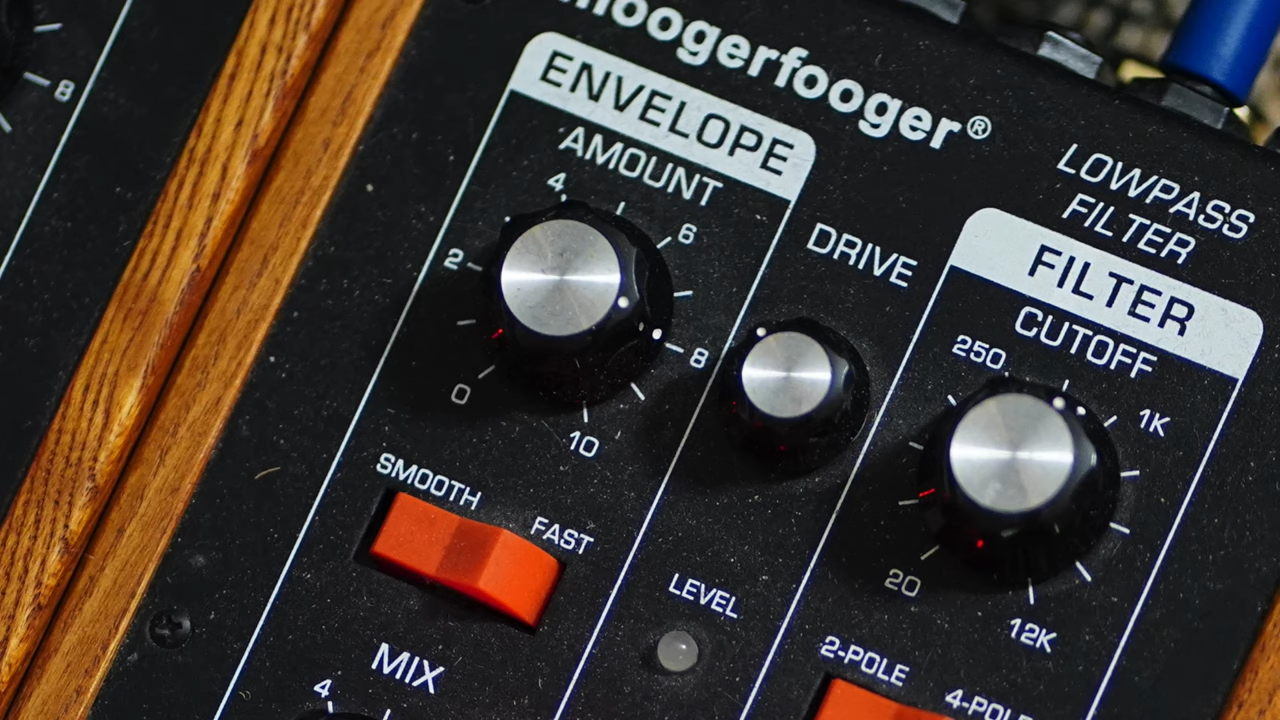 moogerfooger®
LOWPASS
FILTER
ENVELOPE
AMOUNT
4
6
2
8
0
10
DRIVE
FILTER
CUTOFF
250
1K
20
12K
SMOOTH
FAST
LEVEL
MIX
4
2-POLE
4-POLE
8